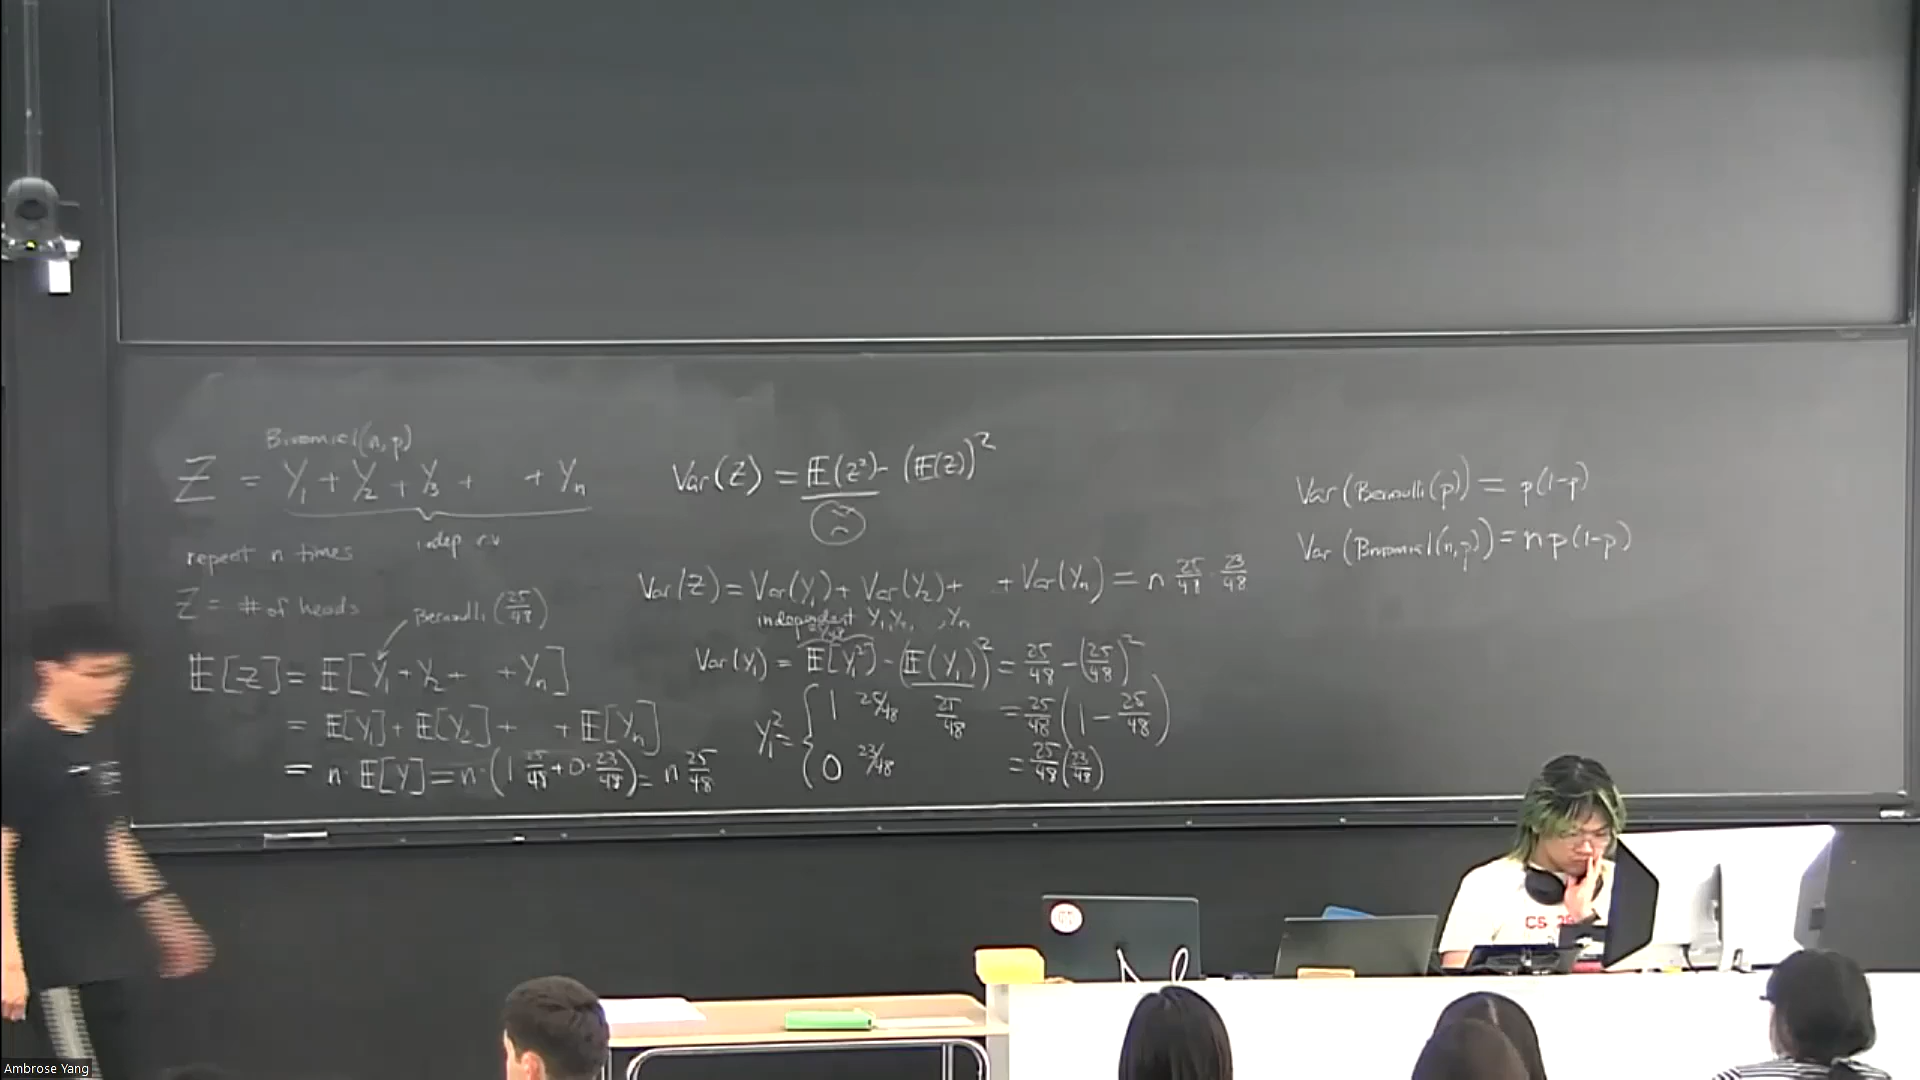 Binomial(n, p)
Z = Y₁ + Y₂ + Y₃ + + Yₙ
indep r.v
repeat n times
Z = # of heads
Bernoulli (25/48)
𝔼[Z] = 𝔼[Y₁ + Y₂ + + Yₙ]
= 𝔼[Y₁] + 𝔼[Y₂] + + 𝔼[Yₙ]
= n · 𝔼[Y] = n · (1 25/48 + 0 · 23/48) = n 25/48
Var(Z) = 𝔼(Z²) - (𝔼(Z))²
Var(Z) = Var(Y₁) + Var(Y₂) + + Var(Yₙ) = n 25/48 · 23/48
independent Y₁, Y₂, , Yₙ
25/48
Var(Y₁) = 𝔼[Y₁²] - (𝔼(Y₁))² = 25/48 - (25/48)²
25/48
Y₁² = { 1 25/48
0 23/48
= 25/48 (1 - 25/48)
= 25/48 (23/48)
Var(Bernoulli(p)) = p(1-p)
Var(Binomial(n,p)) = np(1-p)
Ambrose Yang